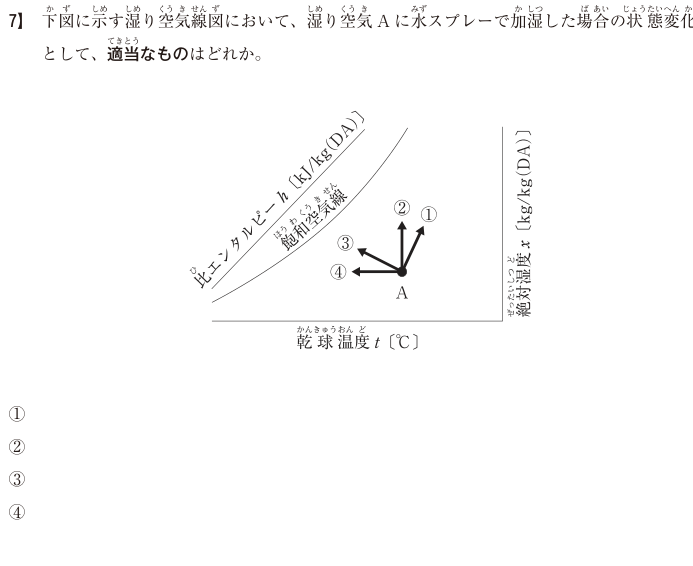 7】 下図に示す湿り空気線図において、湿り空気 A に水スプレーで加湿した場合の状態変化
として、適当なものはどれか。
比エンタルピー h〔kJ/kg(DA)〕
飽和空気線
②
①
③
④
A
絶対湿度 x〔kg/kg(DA)〕
乾球温度 t〔℃〕
①
②
③
④